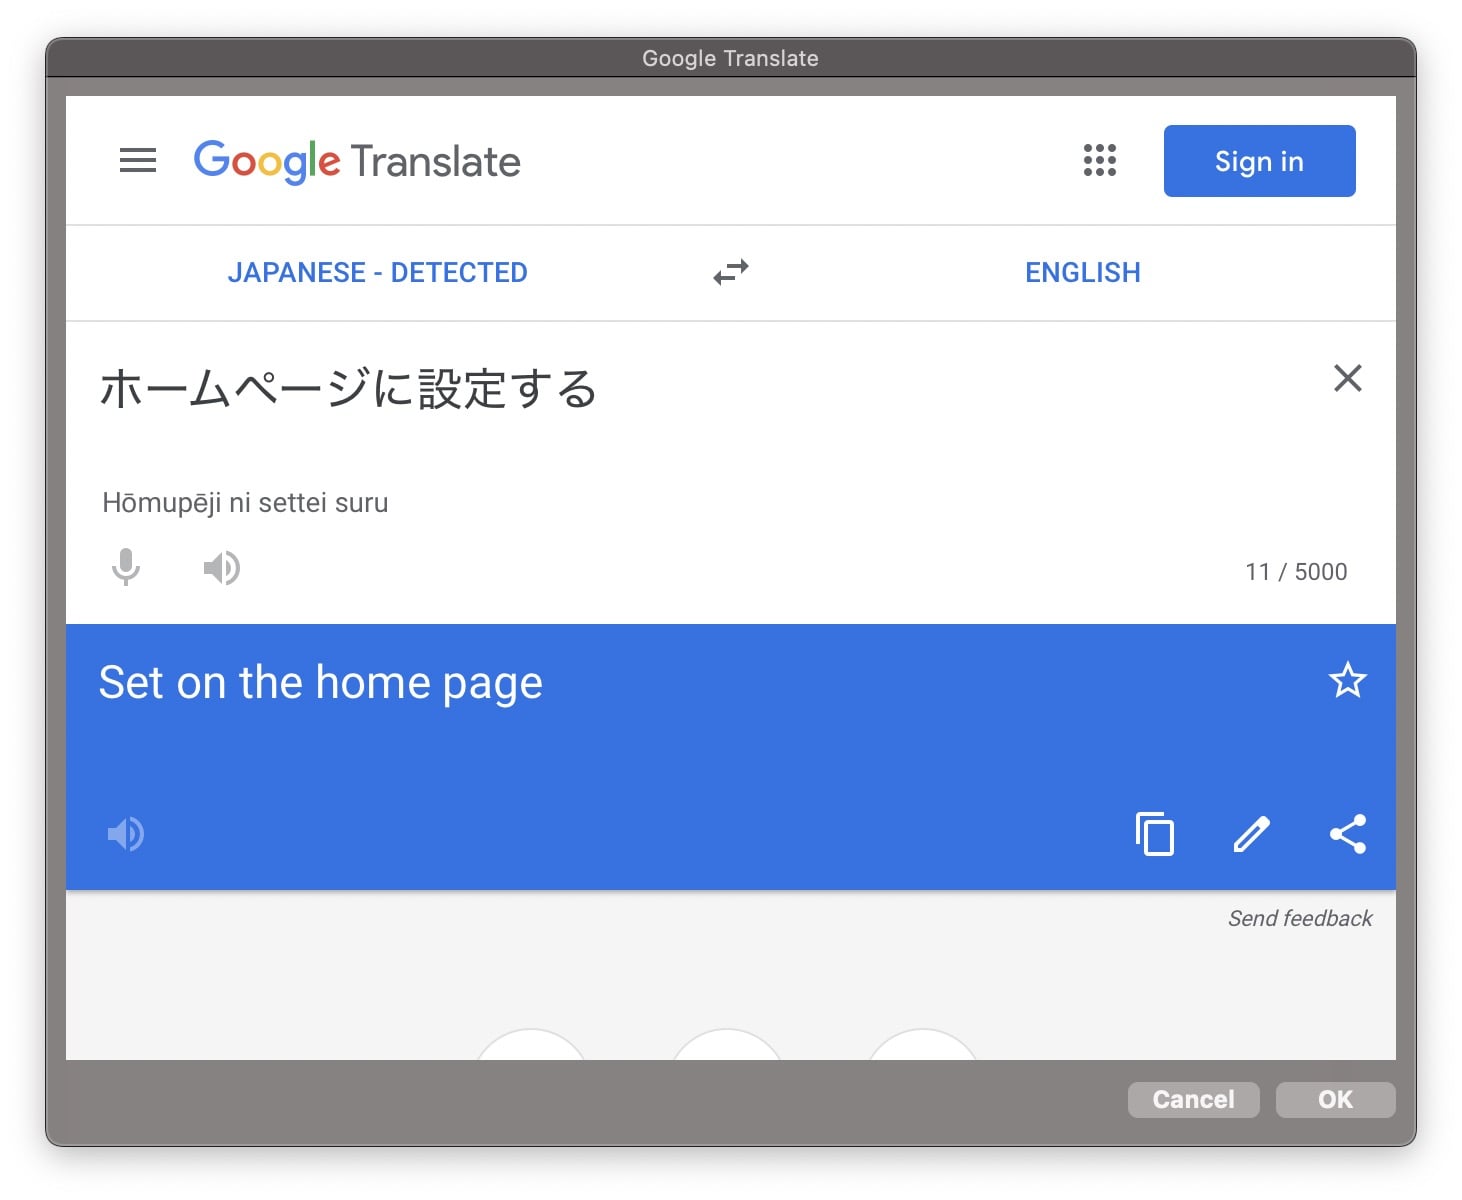 Google Translate
Google Translate
Sign in
JAPANESE - DETECTED
ENGLISH
ホームページに設定する
Hōmupēji ni settei suru
11 / 5000
Set on the home page
Send feedback
Cancel
OK